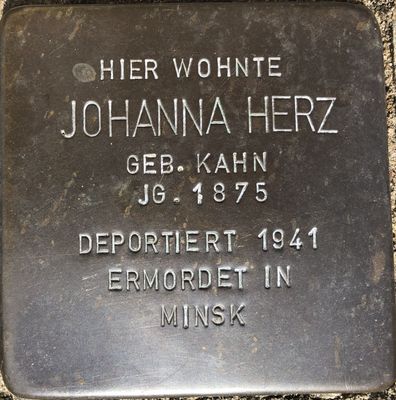 HIER WOHNTE
JOHANNA HERZ
GEB. KAHN
JG. 1875
DEPORTIERT 1941
ERMORDET IN
MINSK